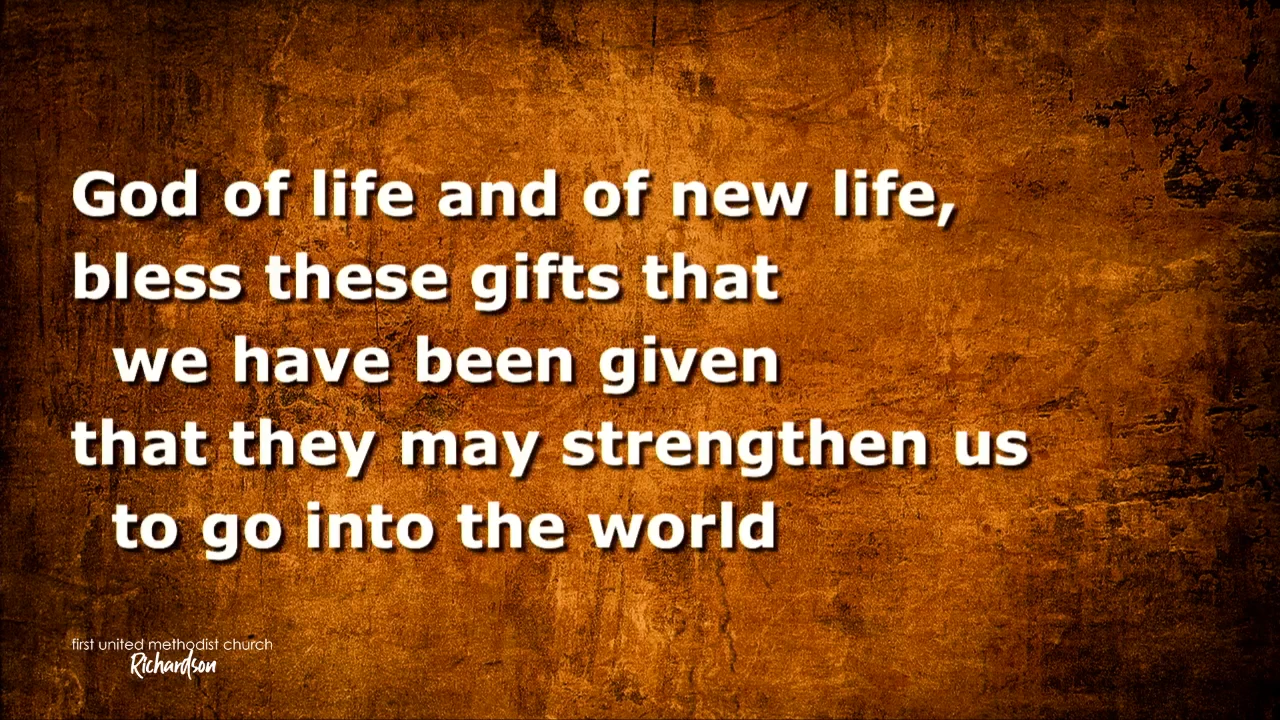 God of life and of new life,
bless these gifts that
we have been given
that they may strengthen us
to go into the world
first united methodist church
Richardson